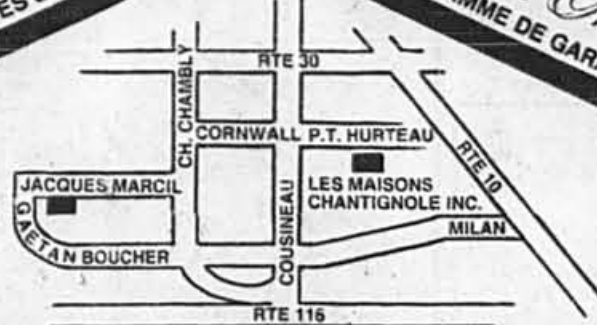 ES
MME DE GAR
RTE 30
CH. CHAMBLY
CORNWALL P.T. HURTEAU
RTE 10
JACQUES MARCIL
LES MAISONS
CHANTIGNOLE INC.
GAETAN BOUCHER
COUSINEAU
MILAN
RTE 116